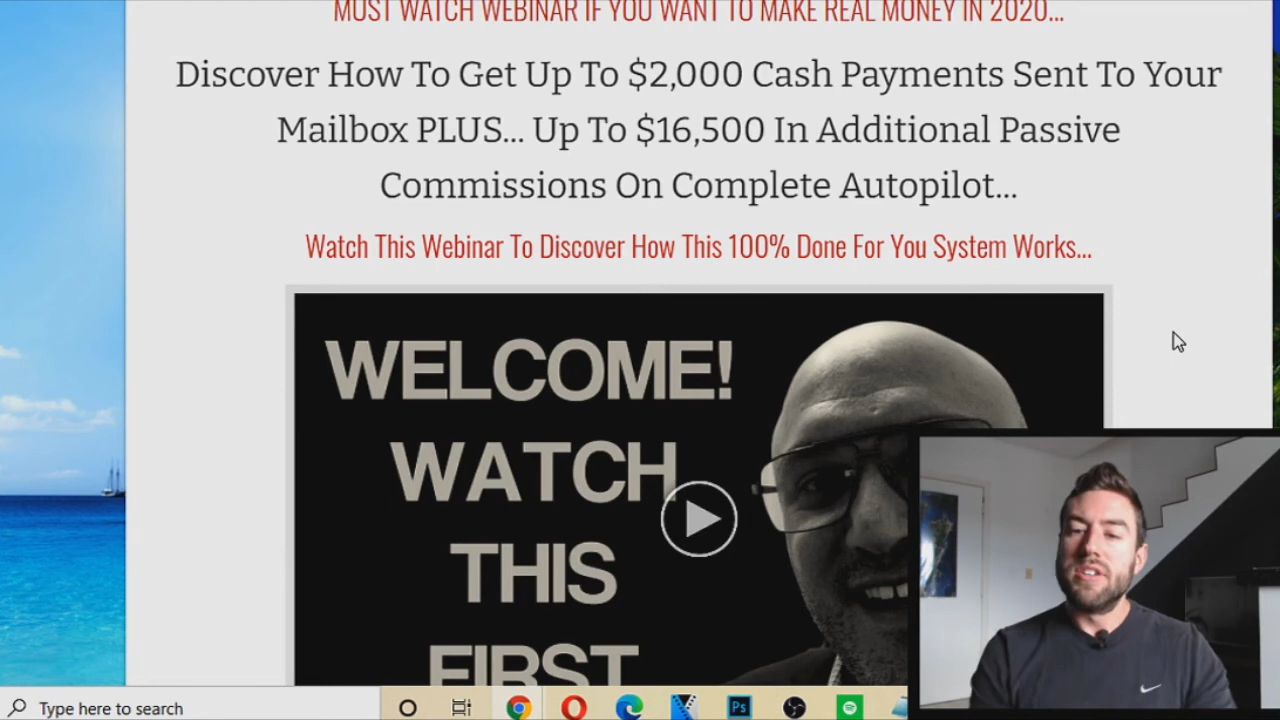 MUST WATCH WEBINAR IF YOU WANT TO MAKE REAL MONEY IN 2020...
Discover How To Get Up To $2,000 Cash Payments Sent To Your
Mailbox PLUS... Up To $16,500 In Additional Passive
Commissions On Complete Autopilot...
Watch This Webinar To Discover How This 100% Done For You System Works...
WELCOME!
WATCH
THIS
FIRST
Type here to search
Ps